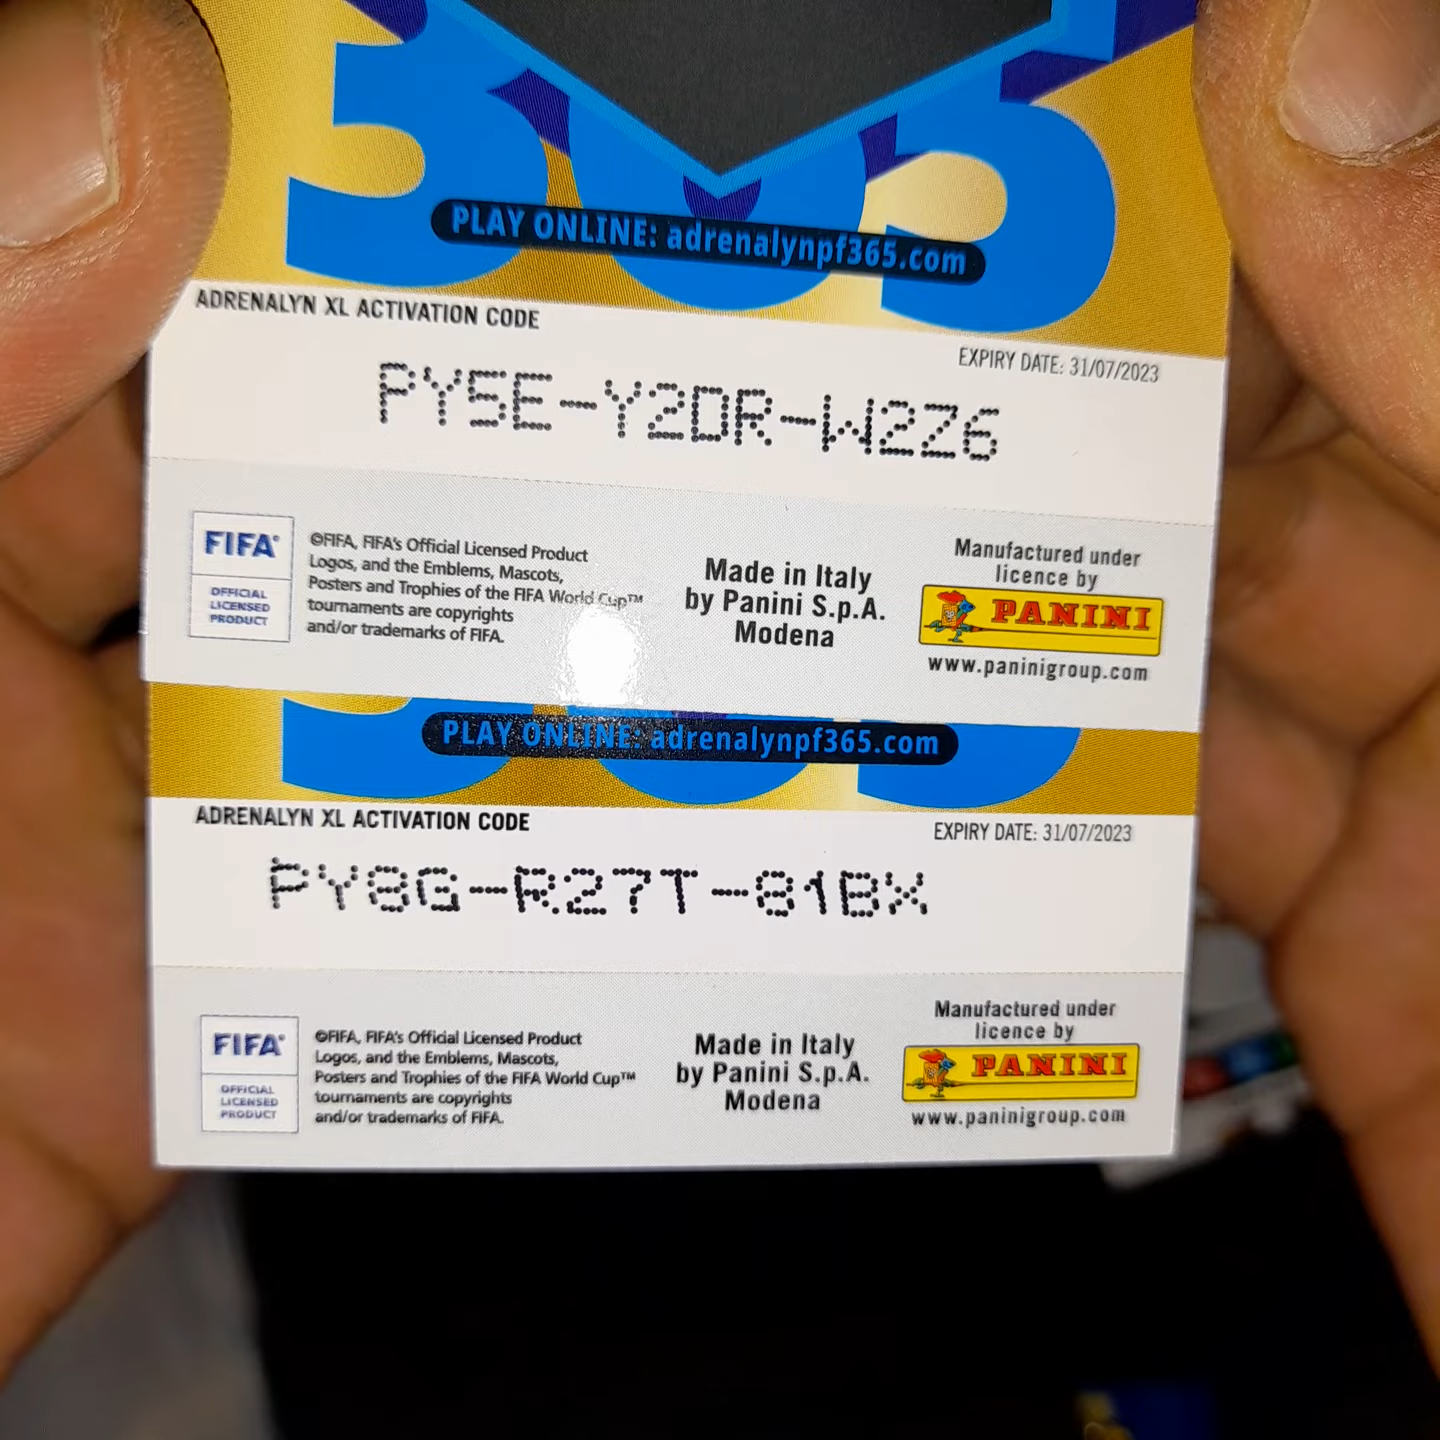 365
PLAY ONLINE: adrenalynpf365.com
ADRENALYN XL ACTIVATION CODE
EXPIRY DATE: 31/07/2023
PY5E-Y2DR-W2Z6
FIFA®
OFFICIAL
LICENSED
PRODUCT
©FIFA, FIFA's Official Licensed Product
Logos, and the Emblems, Mascots,
Posters and Trophies of the FIFA World Cup™
tournaments are copyrights
and/or trademarks of FIFA.
Made in Italy
by Panini S.p.A.
Modena
Manufactured under
licence by
PANINI
www.paninigroup.com
PLAY ONLINE: adrenalynpf365.com
ADRENALYN XL ACTIVATION CODE
EXPIRY DATE: 31/07/2023
PY8G-R27T-81BX
FIFA®
OFFICIAL
LICENSED
PRODUCT
©FIFA, FIFA's Official Licensed Product
Logos, and the Emblems, Mascots,
Posters and Trophies of the FIFA World Cup™
tournaments are copyrights
and/or trademarks of FIFA.
Made in Italy
by Panini S.p.A.
Modena
Manufactured under
licence by
PANINI
www.paninigroup.com